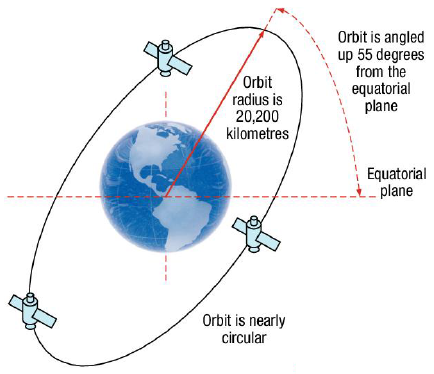 Orbit is angled
up 55 degrees
from the
equatorial
plane
Orbit
radius is
20,200
kilometres
Equatorial
plane
Orbit is nearly
circular